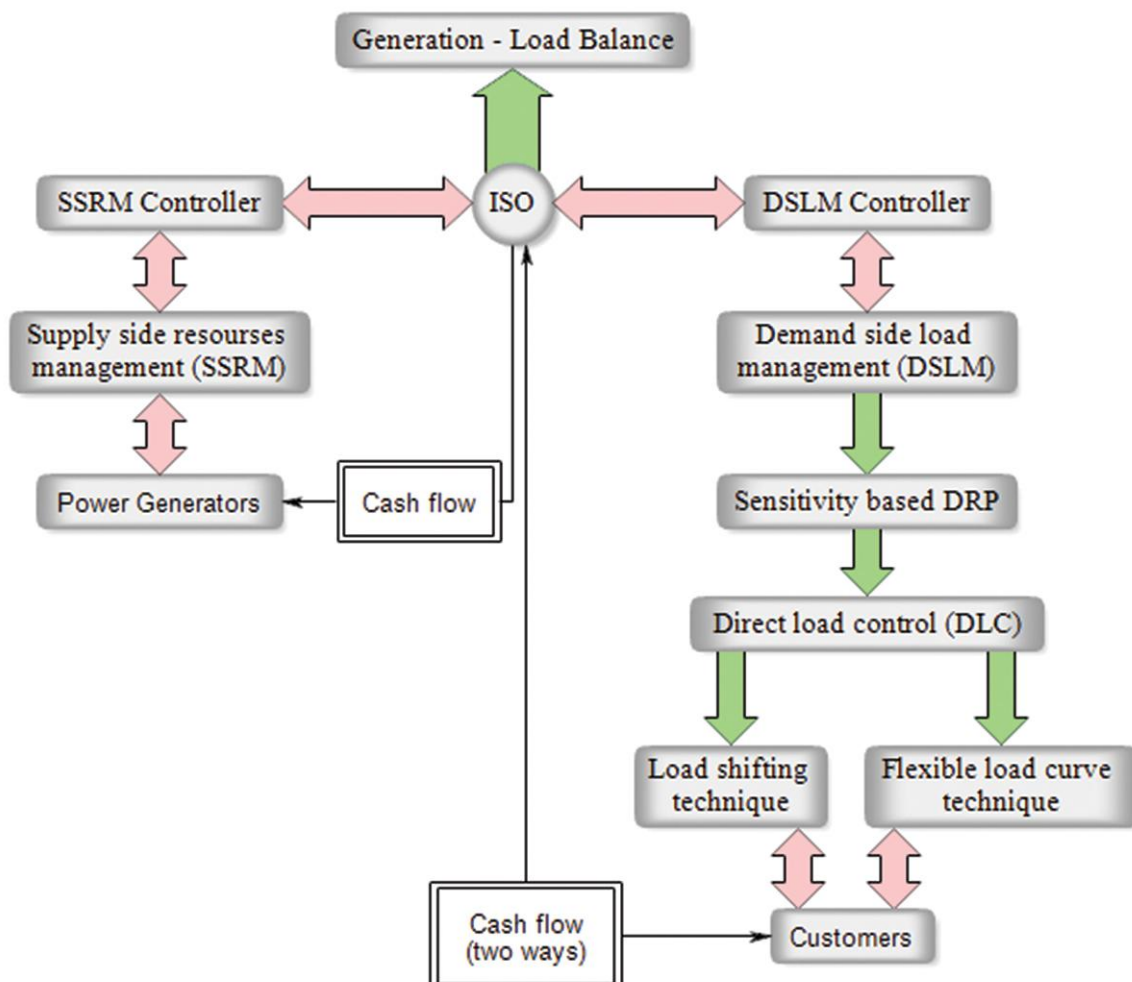 Generation - Load Balance
SSRM Controller
ISO
DSLM Controller
Supply side resourses
management (SSRM)
Demand side load
management (DSLM)
Power Generators
Cash flow
Sensitivity based DRP
Direct load control (DLC)
Load shifting
technique
Flexible load curve
technique
Cash flow
(two ways)
Customers